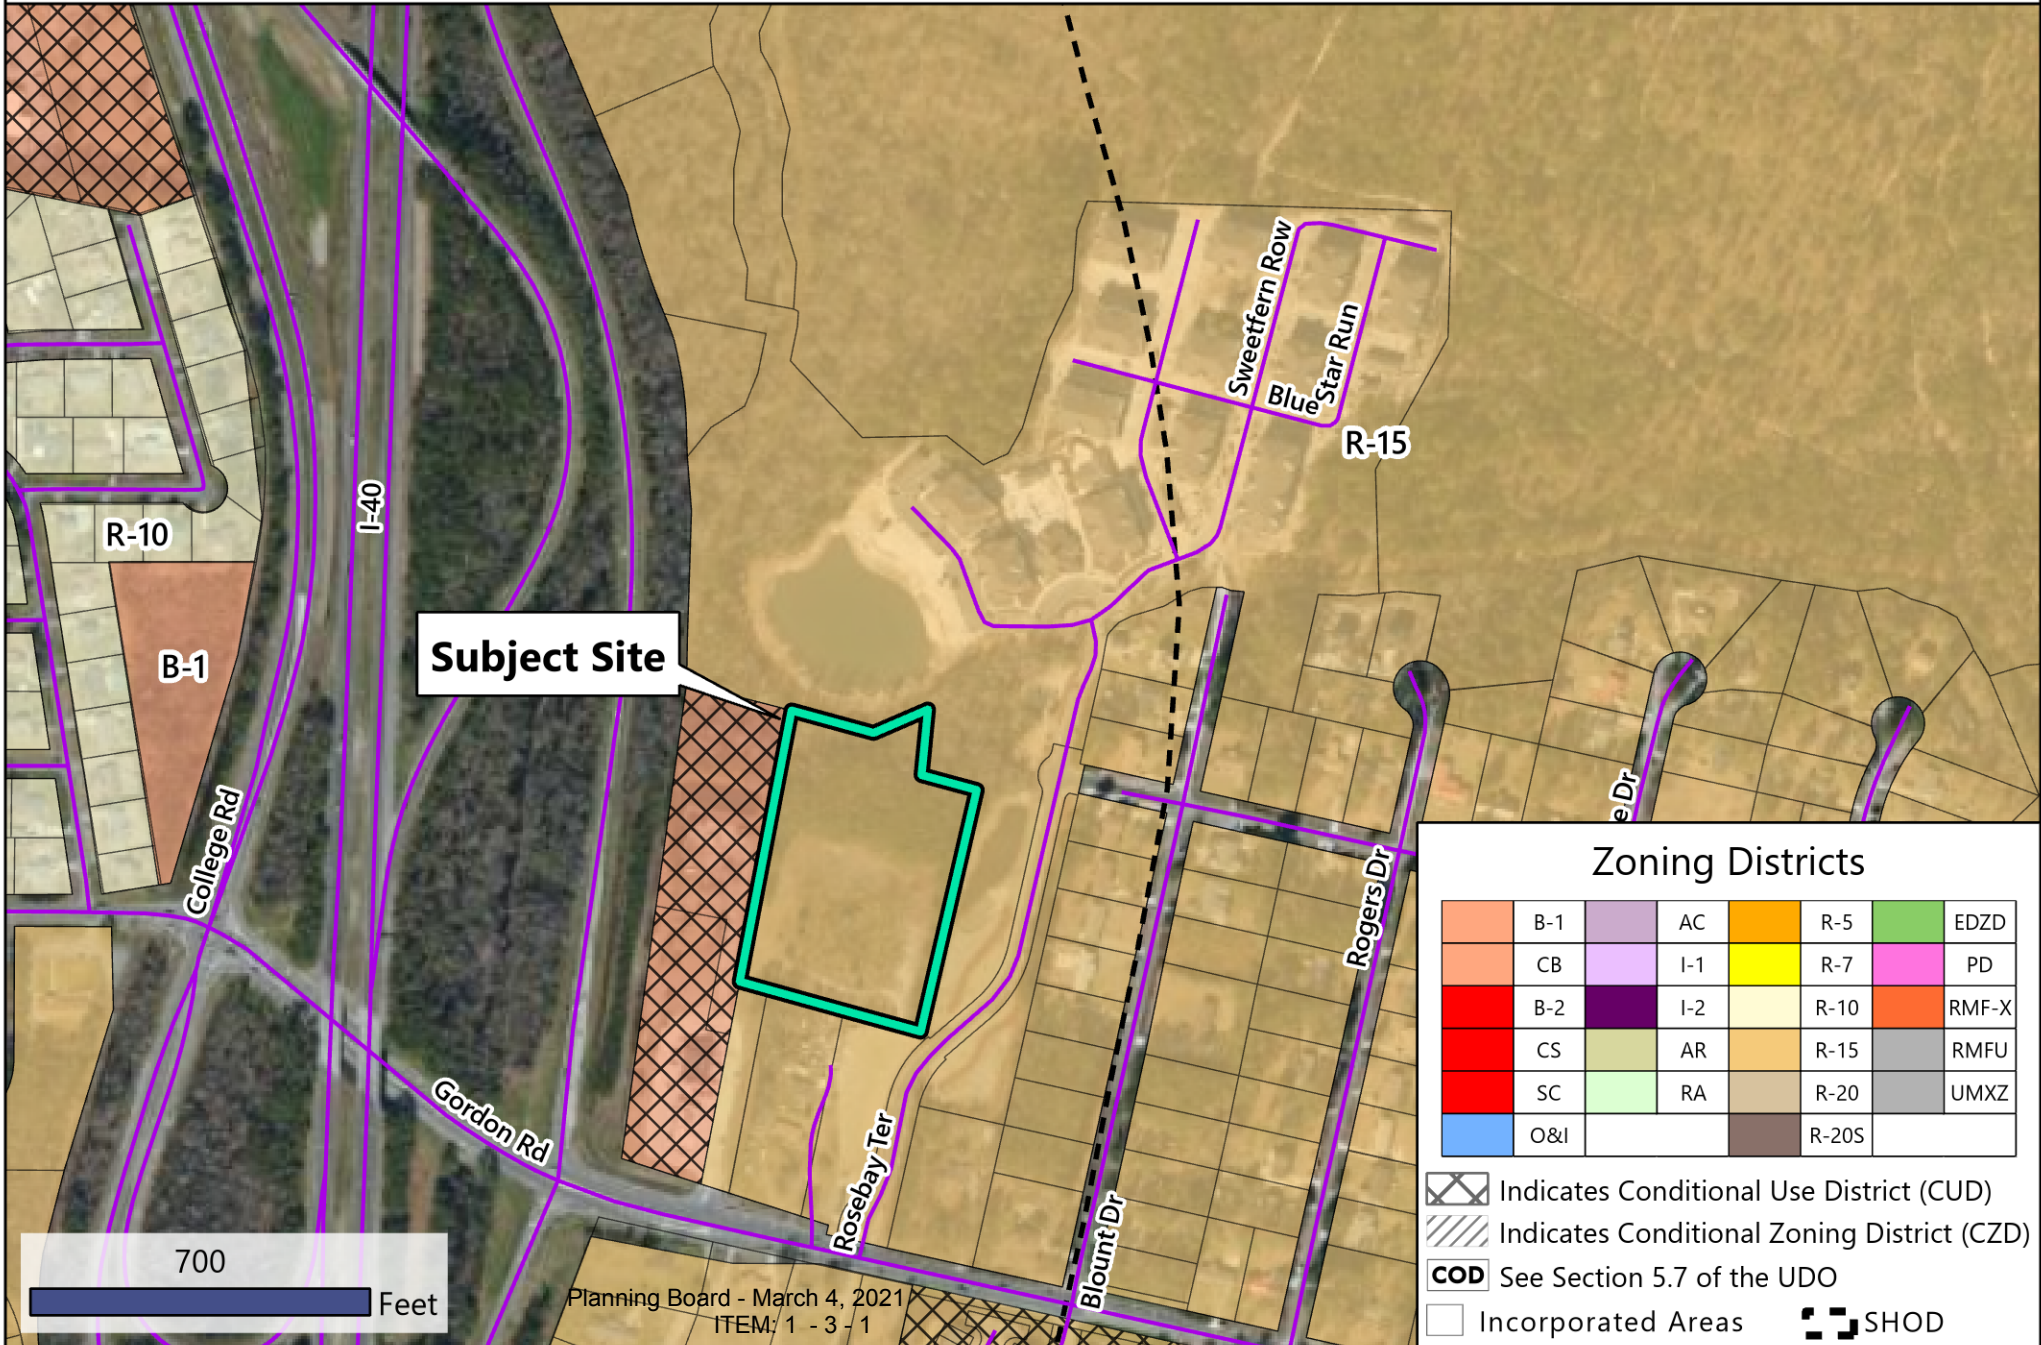 Sweetfern Row
Blue Star Run
R-15
I-40
R-10
B-1
Subject Site
College Rd
e Dr
Rogers Dr
Gordon Rd
Rosebay Ter
Blount Dr
700
Feet
Planning Board - March 4, 2021
ITEM: 1 - 3 - 1
Zoning Districts
B-1 AC R-5 EDZD
CB I-1 R-7 PD
B-2 I-2 R-10 RMF-X
CS AR R-15 RMFU
SC RA R-20 UMXZ
O&I R-20S
Indicates Conditional Use District (CUD)
Indicates Conditional Zoning District (CZD)
COD See Section 5.7 of the UDO
Incorporated Areas SHOD